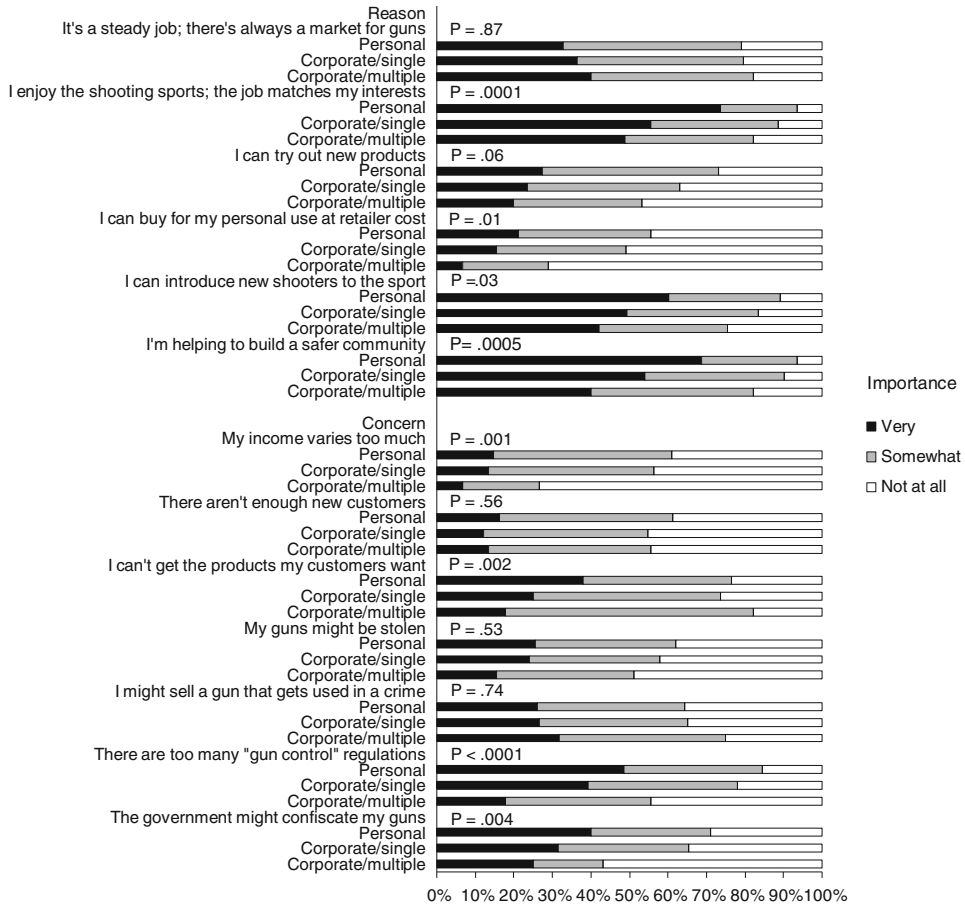 Reason
It's a steady job; there's always a market for guns P = .87
Personal
Corporate/single
Corporate/multiple
I enjoy the shooting sports; the job matches my interests P = .0001
Personal
Corporate/single
Corporate/multiple
I can try out new products P = .06
Personal
Corporate/single
Corporate/multiple
I can buy for my personal use at retailer cost P = .01
Personal
Corporate/single
Corporate/multiple
I can introduce new shooters to the sport P =.03
Personal
Corporate/single
Corporate/multiple
I'm helping to build a safer community P= .0005
Personal
Corporate/single
Corporate/multiple
Concern
My income varies too much P = .001
Personal
Corporate/single
Corporate/multiple
There aren't enough new customers P = .56
Personal
Corporate/single
Corporate/multiple
I can't get the products my customers want P = .002
Personal
Corporate/single
Corporate/multiple
My guns might be stolen P = .53
Personal
Corporate/single
Corporate/multiple
I might sell a gun that gets used in a crime P = .74
Personal
Corporate/single
Corporate/multiple
There are too many "gun control" regulations P < .0001
Personal
Corporate/single
Corporate/multiple
The government might confiscate my guns P = .004
Personal
Corporate/single
Corporate/multiple
0% 10% 20% 30% 40% 50% 60% 70% 80% 90% 100%
Importance
Very
Somewhat
Not at all